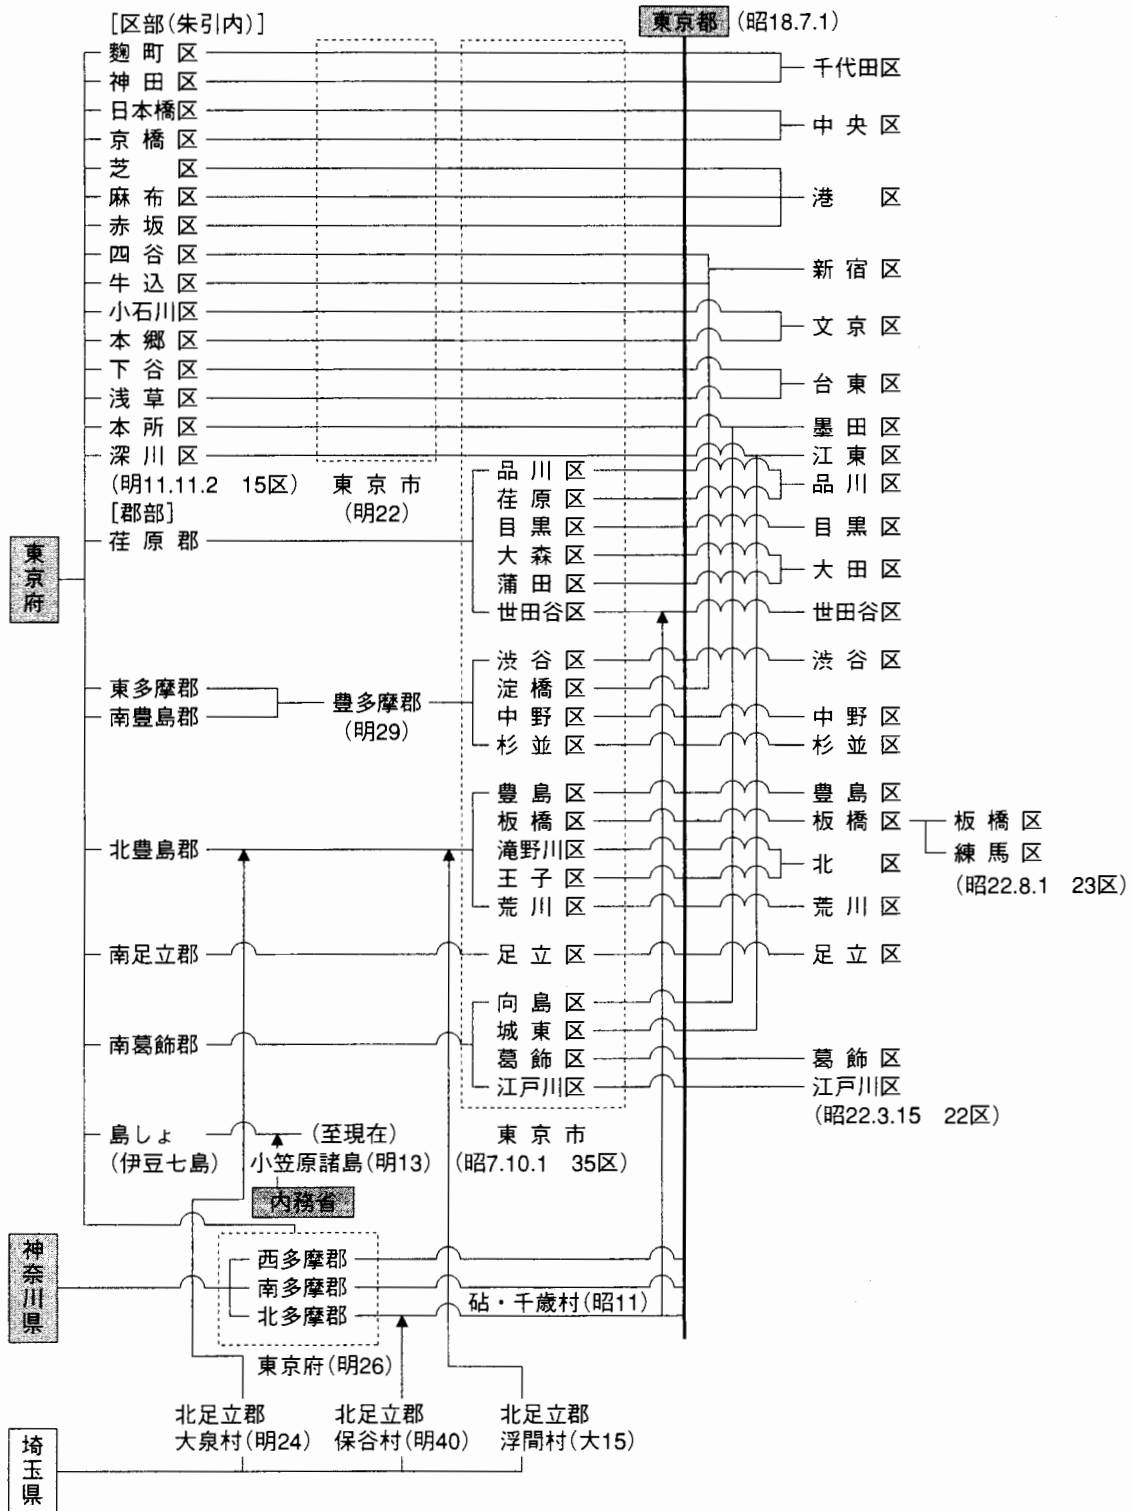 [区部(朱引内)]
東京都 (昭18.7.1)
麴町区
神田区
千代田区
日本橋区
京橋区
中央区
芝 区
麻布区
赤坂区
港 区
四谷区
牛込区
新宿区
小石川区
本郷区
文京区
下谷区
浅草区
台東区
本所区
墨田区
深川区
江東区
(明11.11.2 15区)
東京市
(明22)
[郡部]
東京府
荏原郡
品川区
荏原区
品川区
目黒区
目黒区
大森区
蒲田区
大田区
世田谷区
世田谷区
東多摩郡
南豊島郡
豊多摩郡
(明29)
渋谷区
渋谷区
淀橋区
中野区
中野区
杉並区
杉並区
北豊島郡
豊島区
豊島区
板橋区
板橋区
板橋区
練馬区
(昭22.8.1 23区)
滝野川区
王子区
北 区
荒川区
荒川区
南足立郡
足立区
足立区
南葛飾郡
向島区
城東区
葛飾区
葛飾区
江戸川区
江戸川区
(昭22.3.15 22区)
島しょ
(伊豆七島)
(至現在)
小笠原諸島(明13)
内務省
東京市
(昭7.10.1 35区)
神奈川県
西多摩郡
南多摩郡
北多摩郡
砧・千歳村(昭11)
東京府(明26)
北足立郡
大泉村(明24)
北足立郡
保谷村(明40)
北足立郡
浮間村(大15)
埼玉県